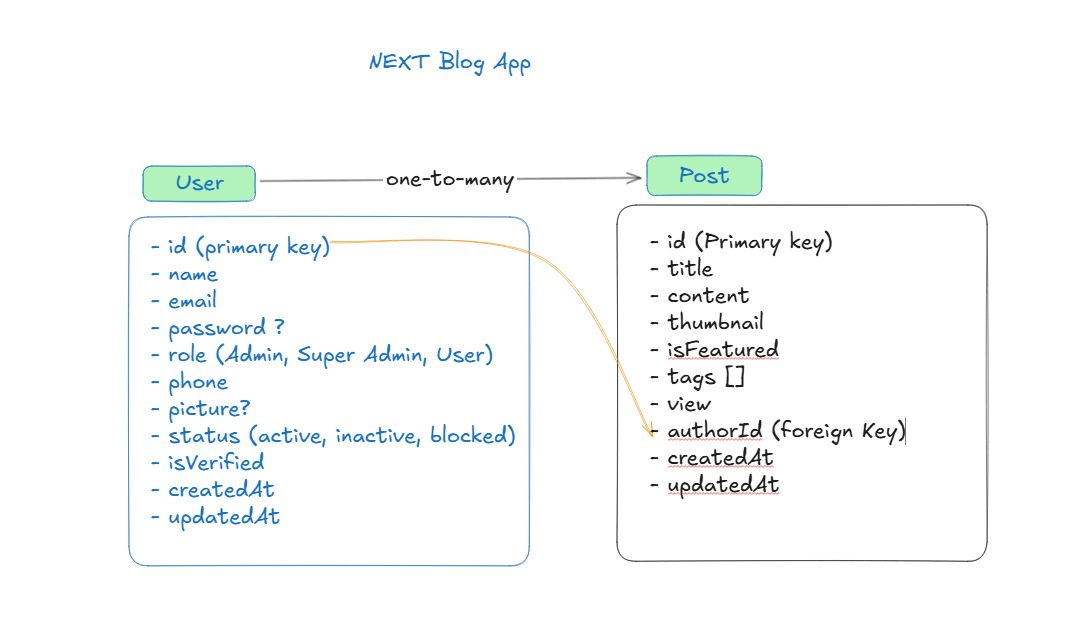 NEXT Blog App
User
one-to-many
Post
- id (primary key)
- name
- email
- password ?
- role (Admin, Super Admin, User)
- phone
- picture?
- status (active, inactive, blocked)
- isVerified
- createdAt
- updatedAt
- id (Primary key)
- title
- content
- thumbnail
- isFeatured
- tags []
- view
- authorId (foreign Key)
- createdAt
- updatedAt